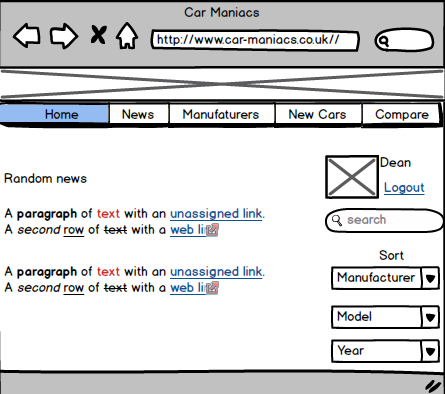 Car Maniacs
http://www.car-maniacs.co.uk//
Home News Manufaturers New Cars Compare
Dean
Logout
Random news
A paragraph of text with an unassigned link.
A second row of text with a web link
search
A paragraph of text with an unassigned link.
A second row of text with a web link
Sort
Manufacturer
Model
Year